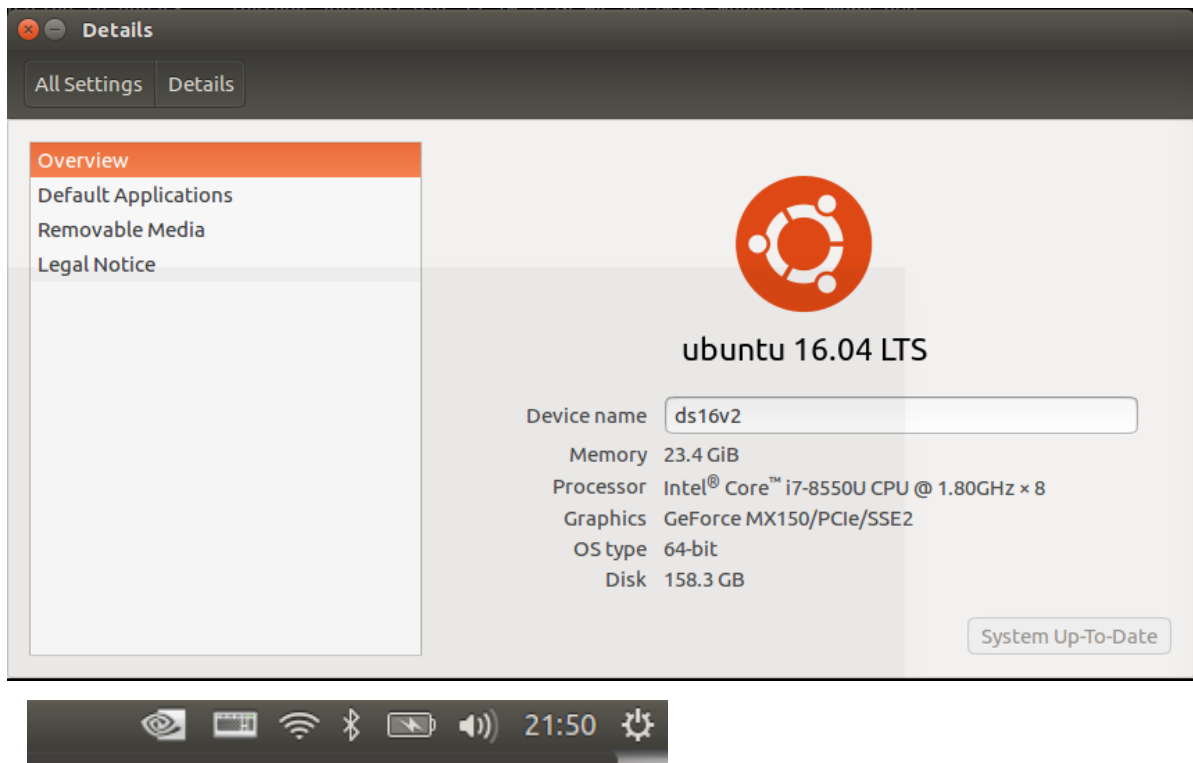 Details
All Settings Details
Overview
Default Applications
Removable Media
Legal Notice
ubuntu 16.04 LTS
Device name ds16v2
Memory 23.4 GiB
Processor Intel® Core™ i7-8550U CPU @ 1.80GHz × 8
Graphics GeForce MX150/PCIe/SSE2
OS type 64-bit
Disk 158.3 GB
System Up-To-Date
21:50